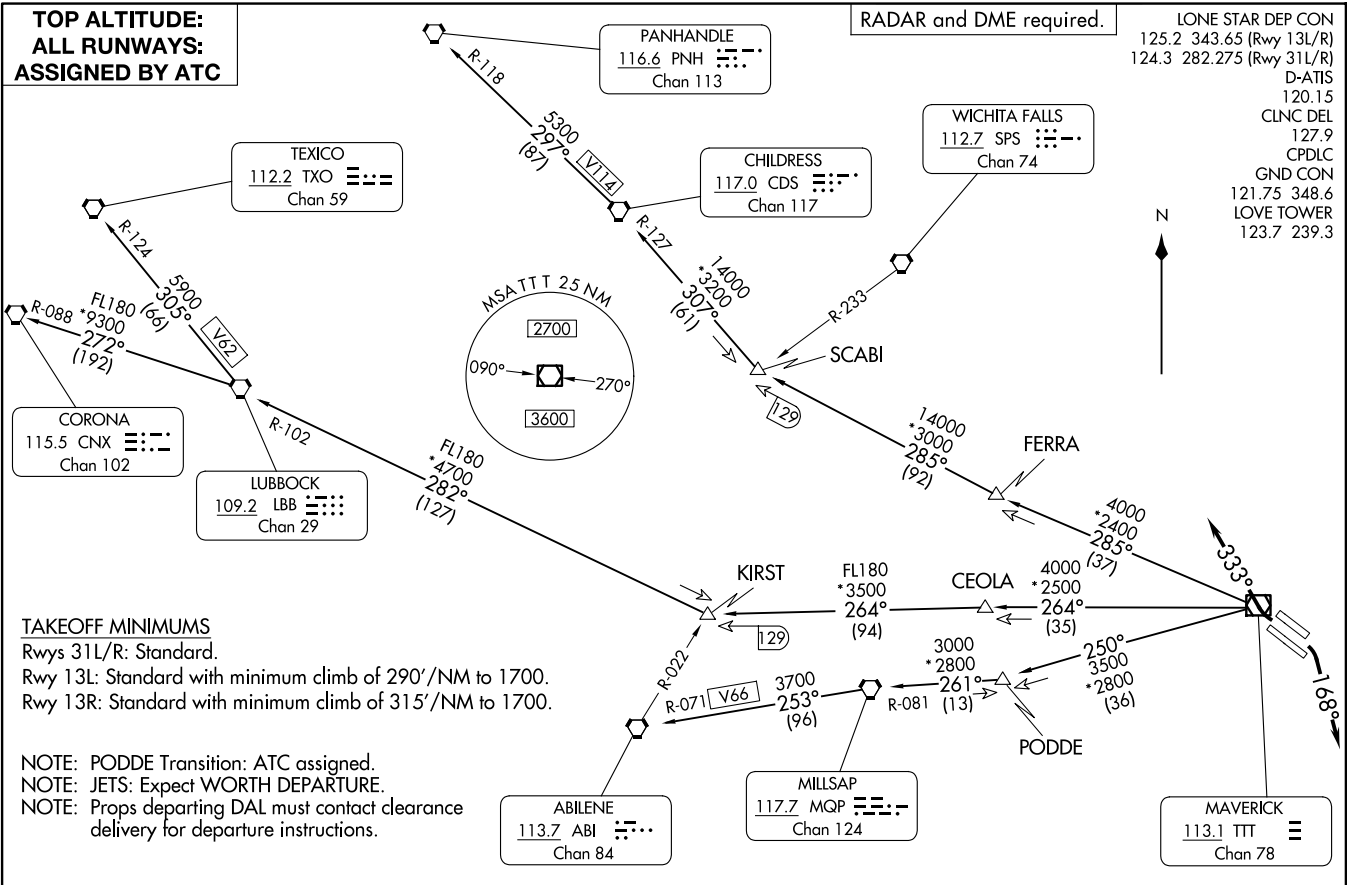 TOP ALTITUDE:
ALL RUNWAYS:
ASSIGNED BY ATC
RADAR and DME required.
LONE STAR DEP CON
125.2 343.65 (Rwy 13L/R)
124.3 282.275 (Rwy 31L/R)
D-ATIS
120.15
CLNC DEL
127.9
CPDLC
GND CON
121.75 348.6
LOVE TOWER
123.7 239.3
PANHANDLE
116.6 PNH
Chan 113
R-118
5300
297°
(87)
V114
WICHITA FALLS
112.7 SPS
Chan 74
TEXICO
112.2 TXO
Chan 59
CHILDRESS
117.0 CDS
Chan 117
N
R-127
14000
*3200
307°
(61)
R-233
R-124
5900
305°
(66)
V62
R-088
FL180
*9300
272°
(192)
MSA TTT 25 NM
2700
090°
270°
3600
SCABI
129
CORONA
115.5 CNX
Chan 102
LUBBOCK
109.2 LBB
Chan 29
R-102
FL180
*4700
282°
(127)
14000
*3000
285°
(92)
FERRA
4000
*2400
285°
(37)
333°
KIRST
129
FL180
*3500
264°
(94)
CEOLA
4000
*2500
264°
(35)
250°
3500
*2800
(36)
168°
R-022
R-071
V66
3700
253°
(96)
R-081
3000
*2800
261°
(13)
PODDE
TAKEOFF MINIMUMS
Rwys 31L/R: Standard.
Rwy 13L: Standard with minimum climb of 290'/NM to 1700.
Rwy 13R: Standard with minimum climb of 315'/NM to 1700.
NOTE: PODDE Transition: ATC assigned.
NOTE: JETS: Expect WORTH DEPARTURE.
NOTE: Props departing DAL must contact clearance
delivery for departure instructions.
ABILENE
113.7 ABI
Chan 84
MILLSAP
117.7 MQP
Chan 124
MAVERICK
113.1 TTT
Chan 78